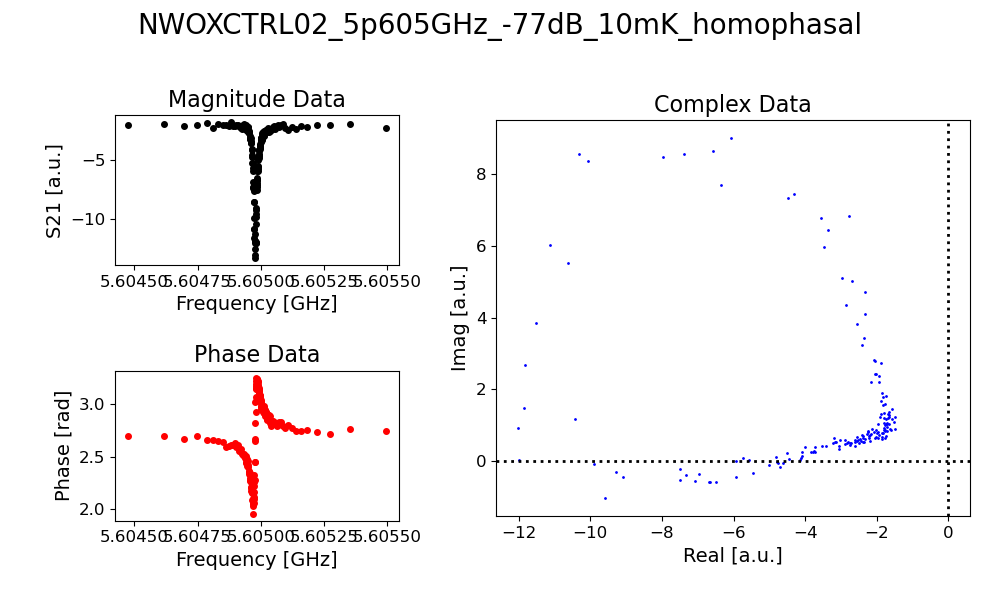 NWOXCTRL02_5p605GHz_-77dB_10mK_homophasal
Magnitude Data
S21 [a.u.]
−5
−10
5.60450 5.60475 5.60500 5.60525 5.60550
Frequency [GHz]
Phase Data
Phase [rad]
3.0
2.5
2.0
5.60450 5.60475 5.60500 5.60525 5.60550
Frequency [GHz]
Complex Data
Imag [a.u.]
8
6
4
2
0
−12 −10 −8 −6 −4 −2 0
Real [a.u.]